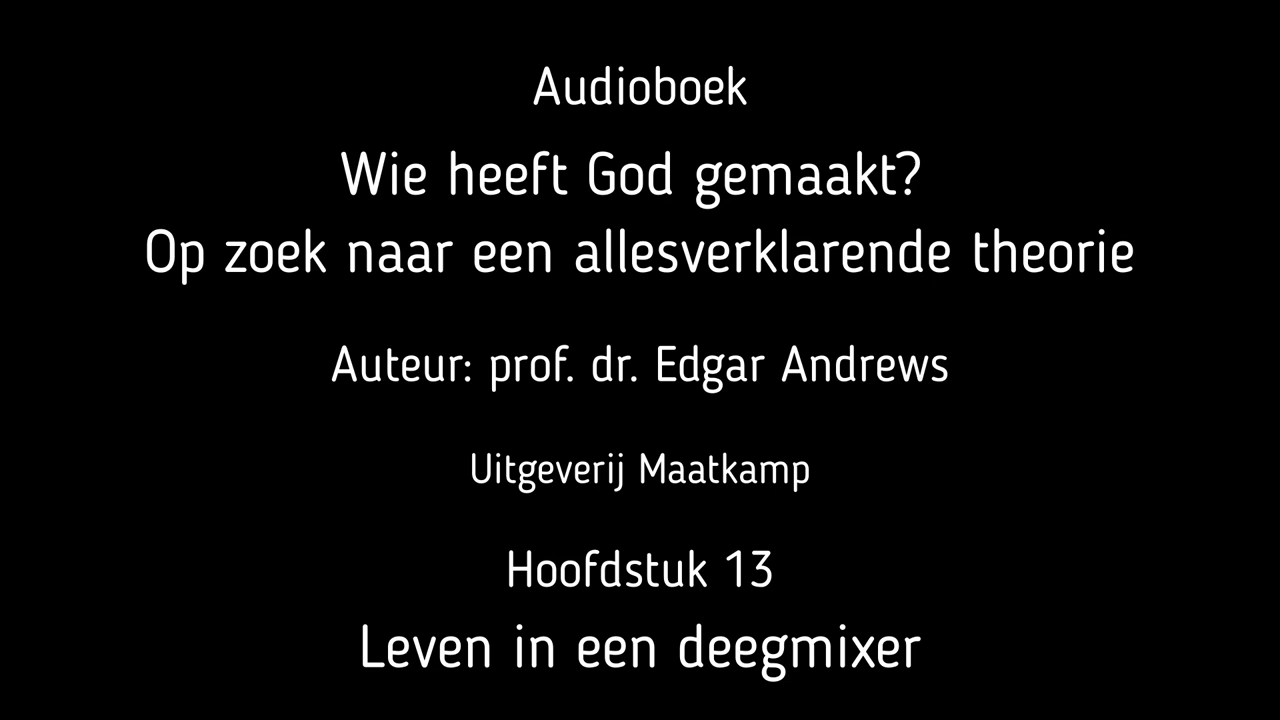 Audioboek
Wie heeft God gemaakt?
Op zoek naar een allesverklarende theorie
Auteur: prof. dr. Edgar Andrews
Uitgeverij Maatkamp
Hoofdstuk 13
Leven in een deegmixer